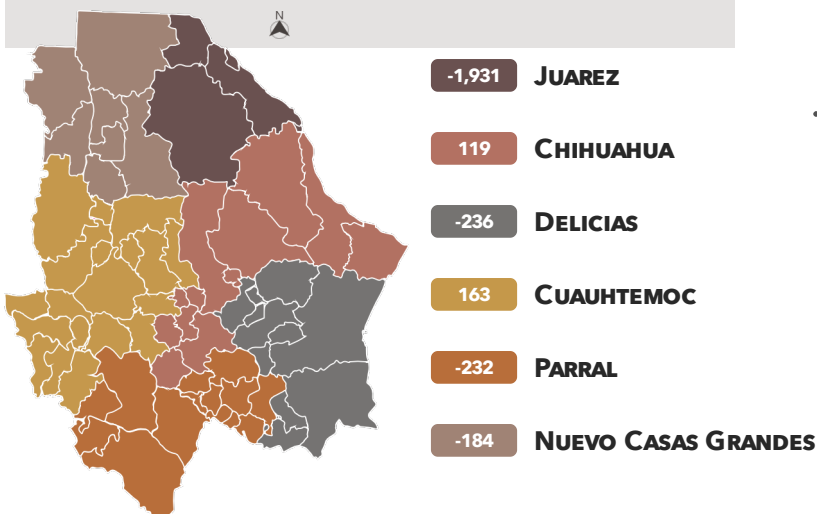 N
-1,931 JUAREZ
119 CHIHUAHUA
-236 DELICIAS
163 CUAUHTEMOC
-232 PARRAL
-184 NUEVO CASAS GRANDES